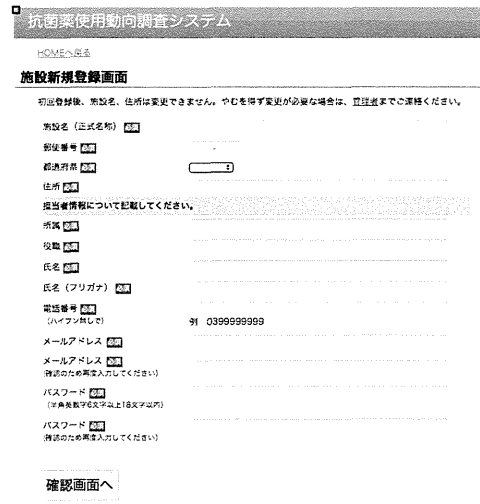 抗菌薬使用動向調査システム
HOMEへ戻る
施設新規登録画面
初回登録後、施設名、住所は変更できません。やむを得ず変更が必要な場合は、管理者までご連絡ください。
施設名（正式名称） 必須
郵便番号 必須 -
都道府県 必須
住所 必須
担当者情報について記載してください。
所属 必須
役職 必須
氏名 必須
氏名（フリガナ） 必須
電話番号 必須
（ハイフン無しで） 例 0399999999
メールアドレス 必須
メールアドレス 必須
(確認のため再度入力してください)
パスワード 必須
（半角英数字6文字以上18文字以内）
パスワード 必須
(確認のため再度入力してください)
確認画面へ